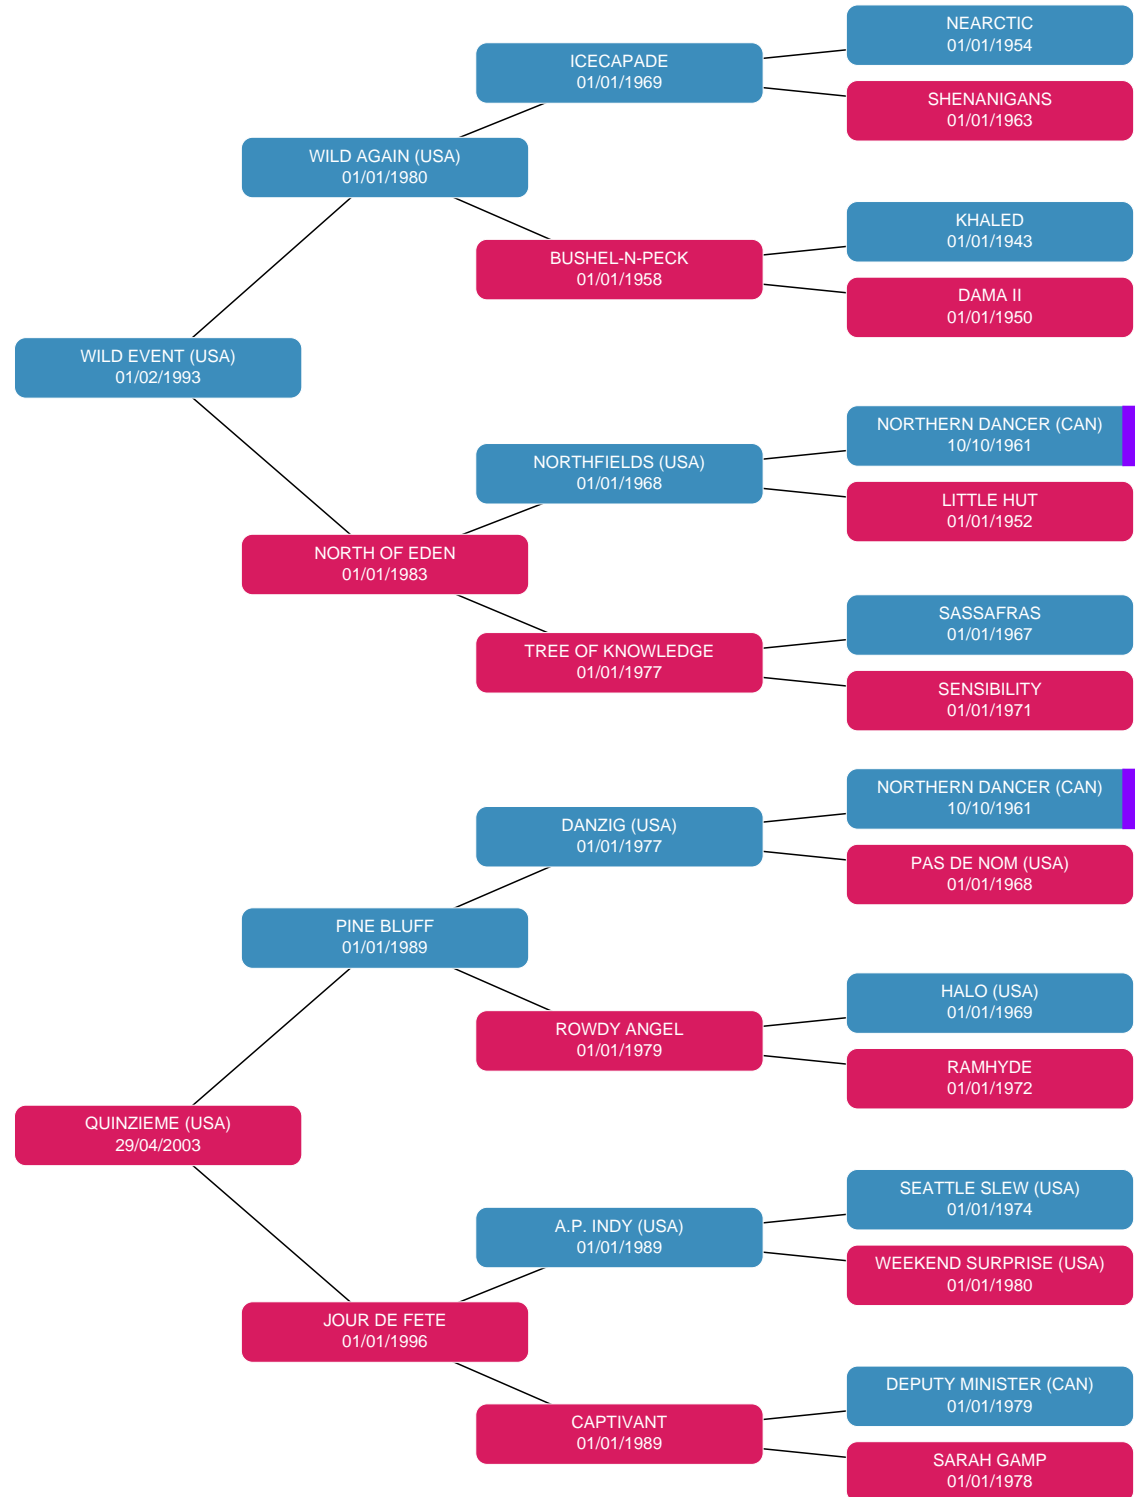 NEARCTIC
01/01/1954
ICECAPADE
01/01/1969
SHENANIGANS
01/01/1963
WILD AGAIN (USA)
01/01/1980
KHALED
01/01/1943
BUSHEL-N-PECK
01/01/1958
DAMA II
01/01/1950
WILD EVENT (USA)
01/02/1993
NORTHERN DANCER (CAN)
10/10/1961
NORTHFIELDS (USA)
01/01/1968
LITTLE HUT
01/01/1952
NORTH OF EDEN
01/01/1983
SASSAFRAS
01/01/1967
TREE OF KNOWLEDGE
01/01/1977
SENSIBILITY
01/01/1971
NORTHERN DANCER (CAN)
10/10/1961
DANZIG (USA)
01/01/1977
PAS DE NOM (USA)
01/01/1968
PINE BLUFF
01/01/1989
HALO (USA)
01/01/1969
ROWDY ANGEL
01/01/1979
RAMHYDE
01/01/1972
QUINZIEME (USA)
29/04/2003
SEATTLE SLEW (USA)
01/01/1974
A.P. INDY (USA)
01/01/1989
WEEKEND SURPRISE (USA)
01/01/1980
JOUR DE FETE
01/01/1996
DEPUTY MINISTER (CAN)
01/01/1979
CAPTIVANT
01/01/1989
SARAH GAMP
01/01/1978